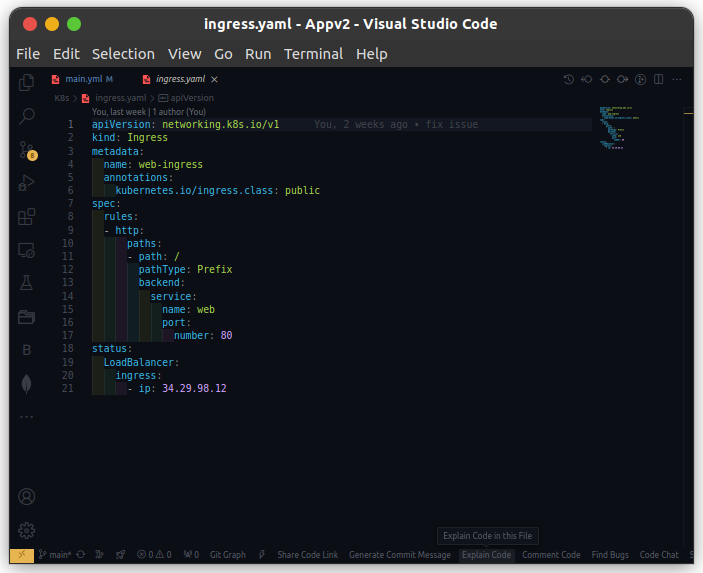 ingress.yaml - Appv2 - Visual Studio Code
File Edit Selection View Go Run Terminal Help
main.yml M ingress.yaml
K8s > ingress.yaml > apiVersion
You, last week | 1 author (You)
1 apiVersion: networking.k8s.io/v1 You, 2 weeks ago • fix issue
2 kind: Ingress
3 metadata:
4 name: web-ingress
5 annotations:
6 kubernetes.io/ingress.class: public
7 spec:
8 rules:
9 - http:
10 paths:
11 - path: /
12 pathType: Prefix
13 backend:
14 service:
15 name: web
16 port:
17 number: 80
18 status:
19 LoadBalancer:
20 ingress:
21 - ip: 34.29.98.12
8
B
Explain Code in this File
main* 0 0 0 Git Graph Share Code Link Generate Commit Message Explain Code Comment Code Find Bugs Code Chat S